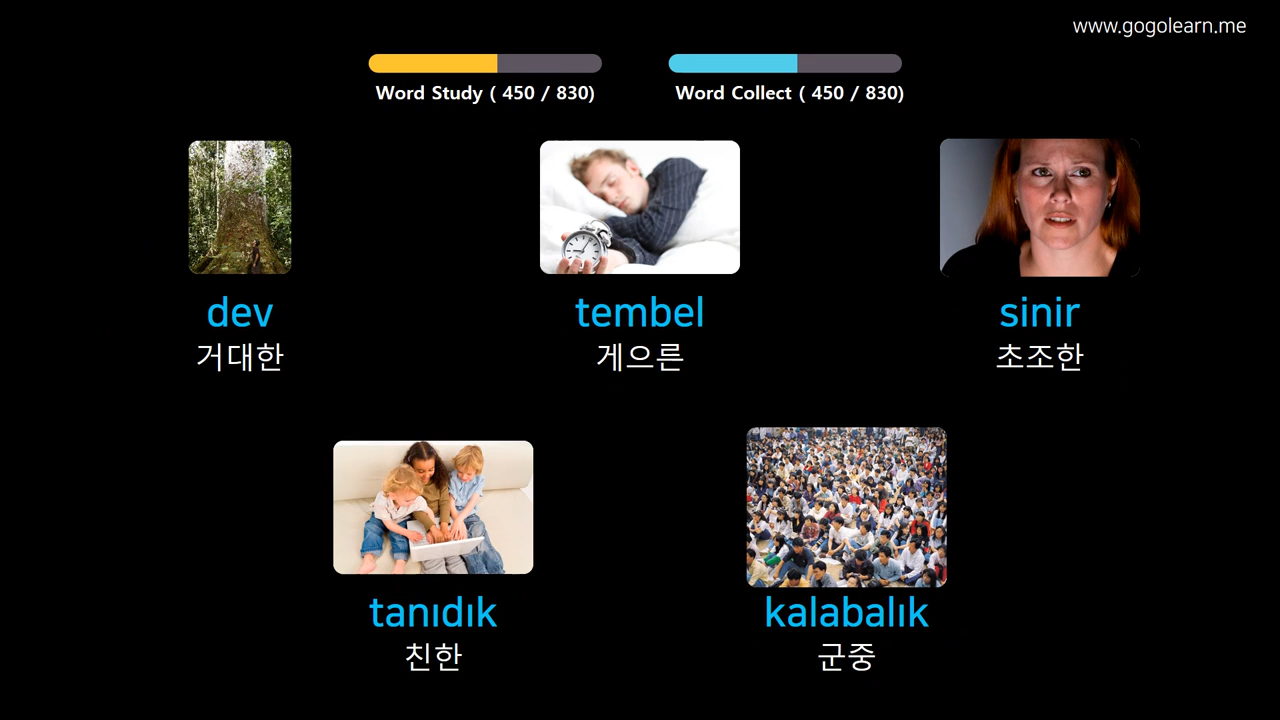 www.gogolearn.me
Word Study ( 450 / 830)
Word Collect ( 450 / 830)
dev
거대한
tembel
게으른
sinir
초조한
tanıdık
친한
kalabalık
군중